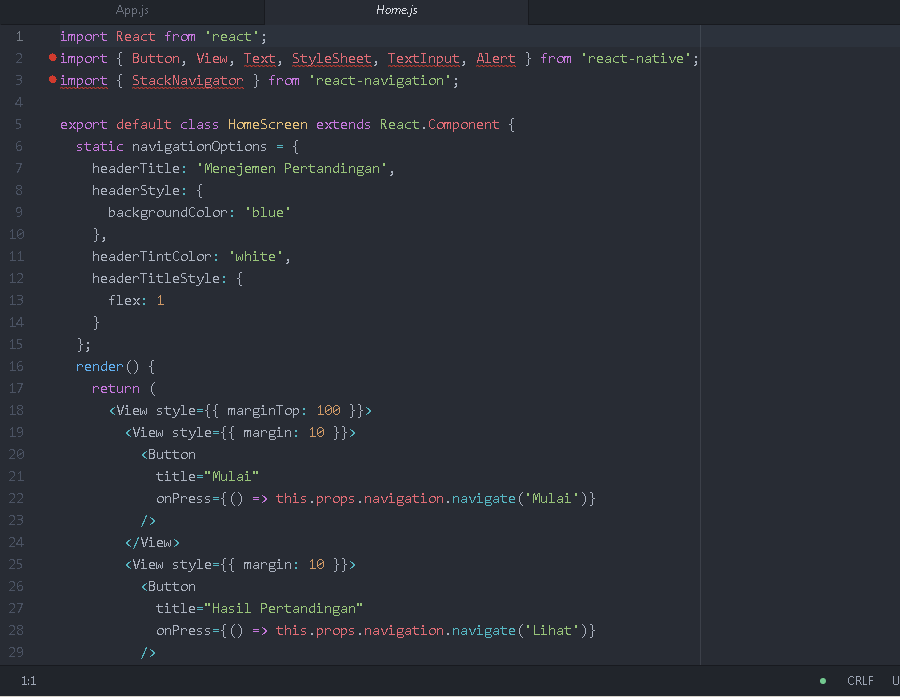 App.js
Home.js
1 import React from 'react';
2 import { Button, View, Text, StyleSheet, TextInput, Alert } from 'react-native';
3 import { StackNavigator } from 'react-navigation';
4
5 export default class HomeScreen extends React.Component {
6 static navigationOptions = {
7 headerTitle: 'Menejemen Pertandingan',
8 headerStyle: {
9 backgroundColor: 'blue'
10 },
11 headerTintColor: 'white',
12 headerTitleStyle: {
13 flex: 1
14 }
15 };
16 render() {
17 return (
18 <View style={{ marginTop: 100 }}>
19 <View style={{ margin: 10 }}>
20 <Button
21 title="Mulai"
22 onPress={() => this.props.navigation.navigate('Mulai')}
23 />
24 </View>
25 <View style={{ margin: 10 }}>
26 <Button
27 title="Hasil Pertandingan"
28 onPress={() => this.props.navigation.navigate('Lihat')}
29 />
1:1
CRLF
U